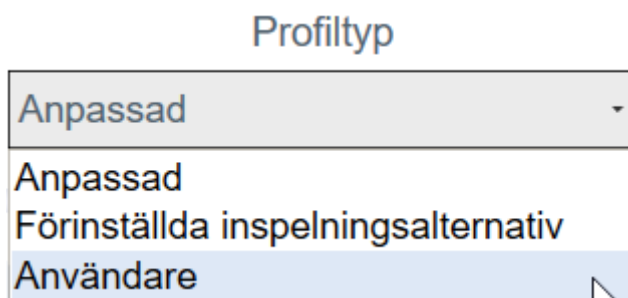 Profiltyp
Anpassad
Anpassad
Förinställda inspelningsalternativ
Användare